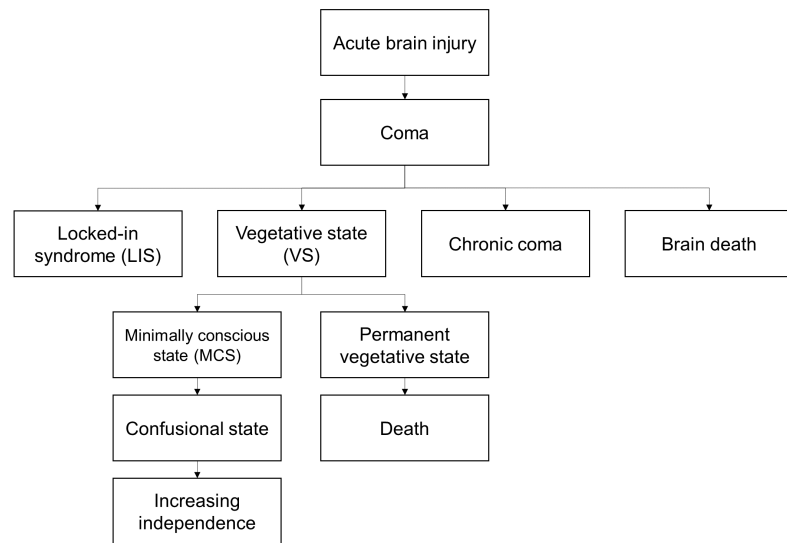 Acute brain injury
Coma
Locked-in
syndrome (LIS)
Vegetative state
(VS)
Chronic coma
Brain death
Minimally conscious
state (MCS)
Permanent
vegetative state
Confusional state
Death
Increasing
independence